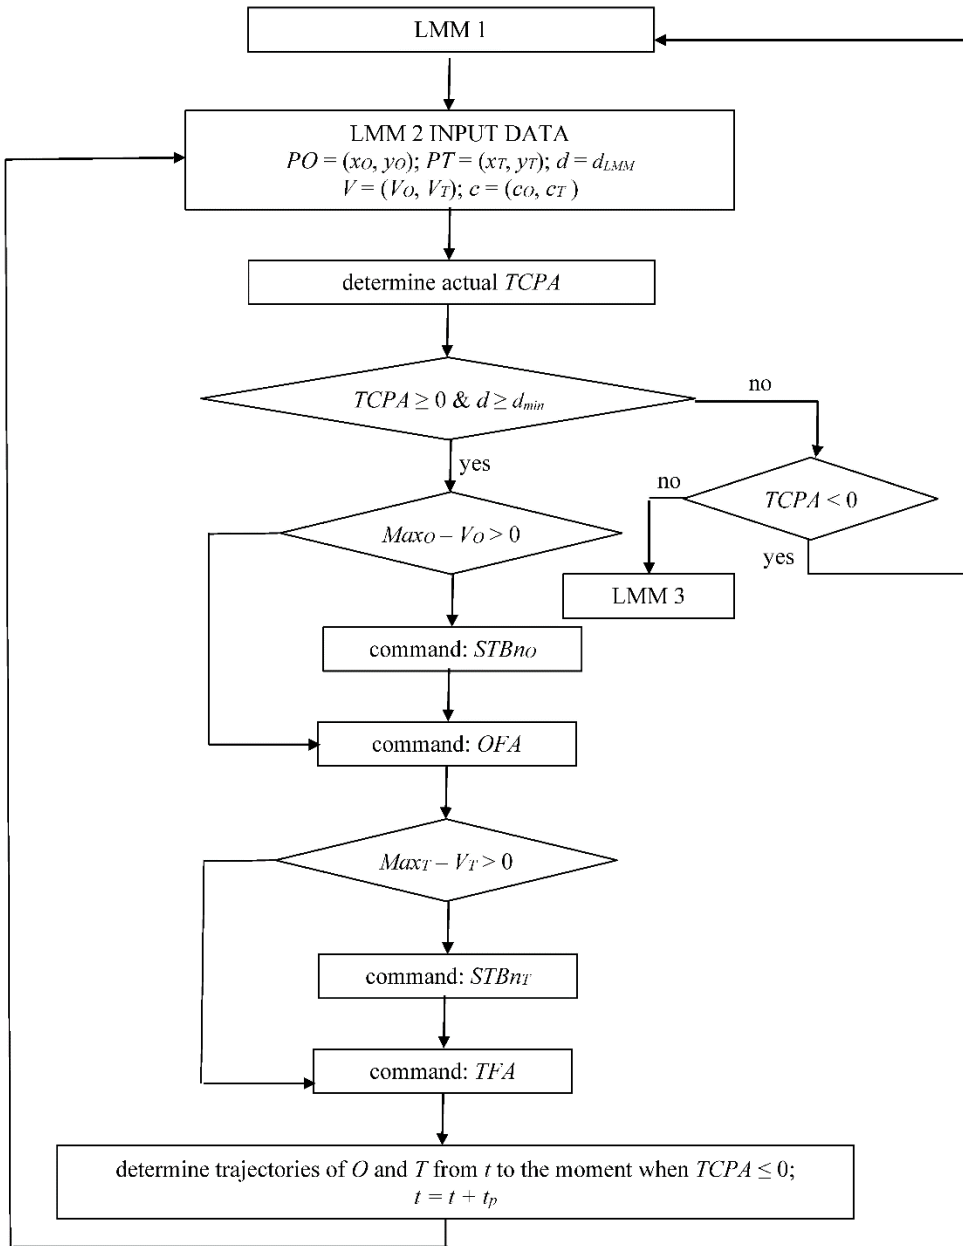 LMM 1
LMM 2 INPUT DATA
PO = (xO, yO); PT = (xT, yT); d = dLMM
V = (VO, VT); c = (cO, cT )
determine actual TCPA
TCPA ≥ 0 & d ≥ dmin
no
yes
no
TCPA < 0
MaxO – VO > 0
yes
LMM 3
command: STBnO
command: OFA
MaxT – VT > 0
command: STBnT
command: TFA
determine trajectories of O and T from t to the moment when TCPA ≤ 0;
t = t + tp